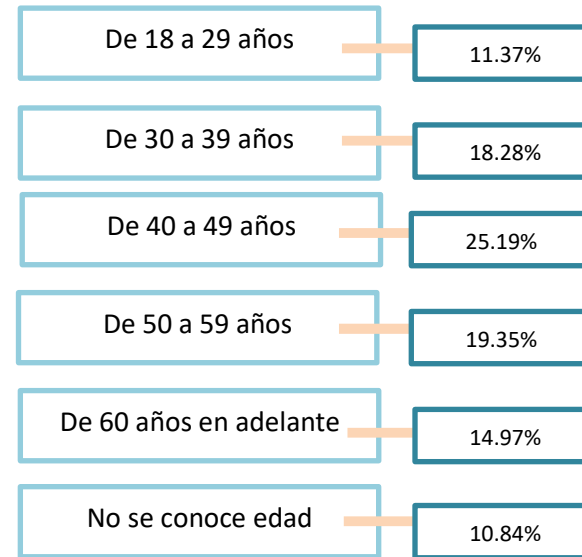 De 18 a 29 años
11.37%
De 30 a 39 años
18.28%
De 40 a 49 años
25.19%
De 50 a 59 años
19.35%
De 60 años en adelante
14.97%
No se conoce edad
10.84%